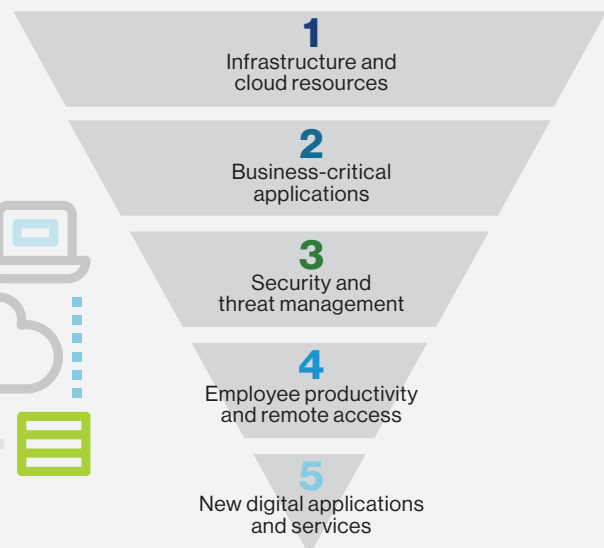 1
Infrastructure and
cloud resources
2
Business-critical
applications
3
Security and
threat management
4
Employee productivity
and remote access
5
New digital applications
and services